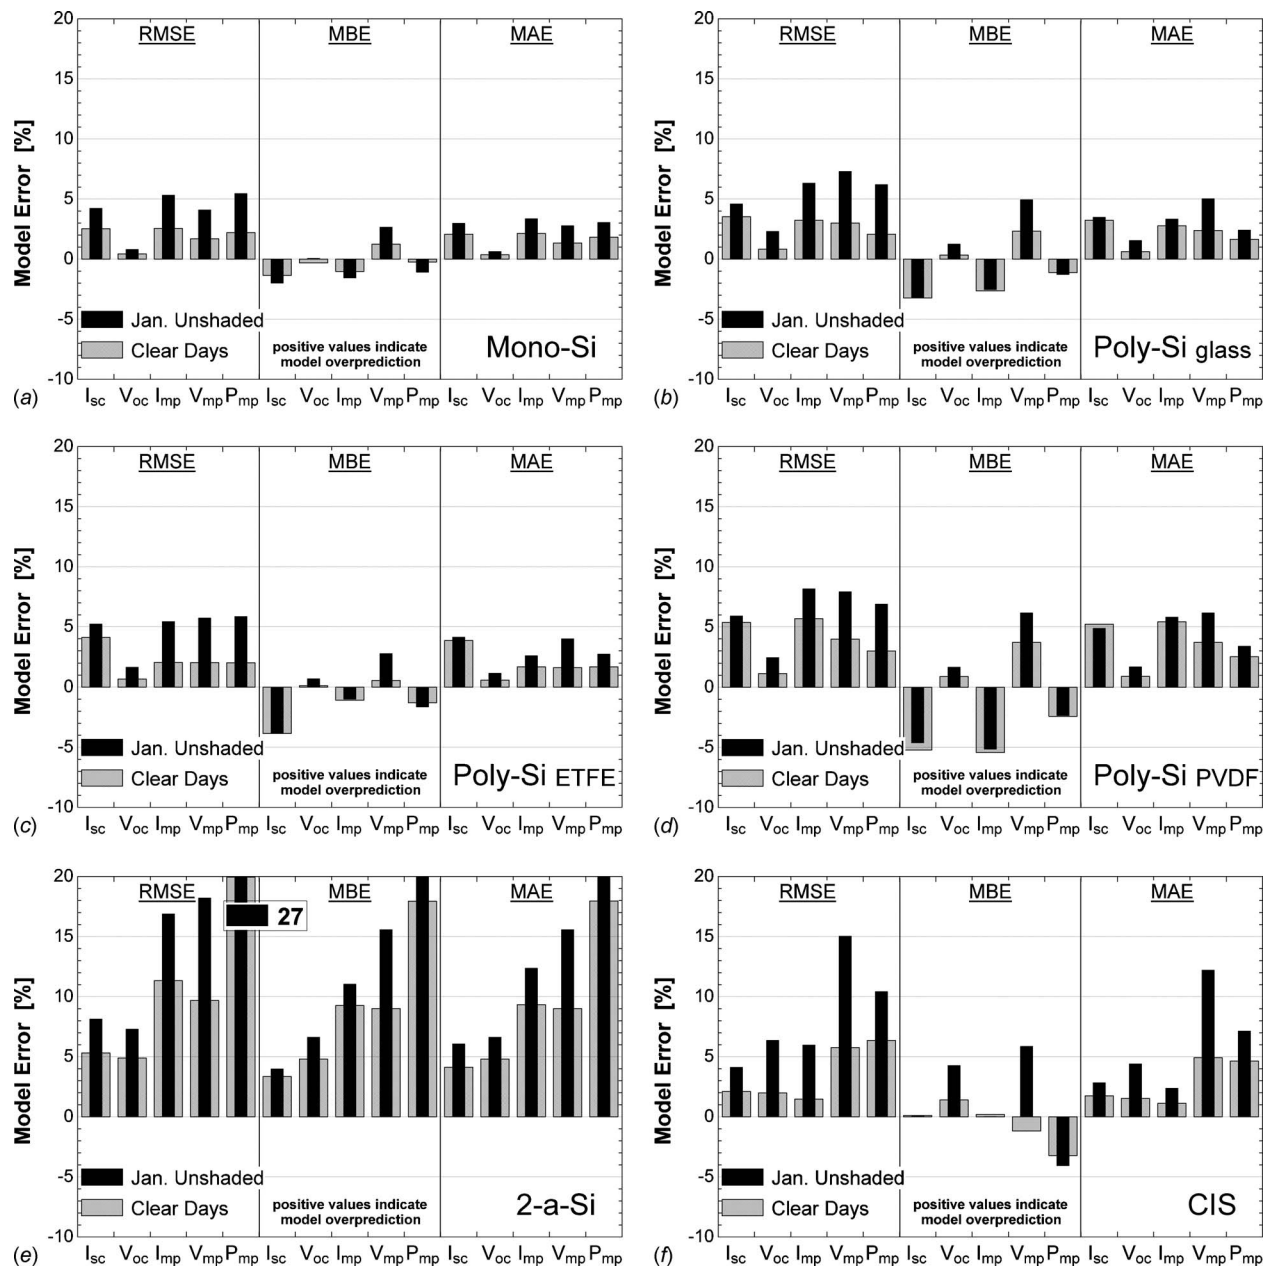 20
15
10
5
0
-5
-10
Model Error [%]
RMSE
MBE
MAE
Jan. Unshaded
Clear Days
positive values indicate
model overprediction
Mono-Si
(a)
Isc Voc Imp Vmp Pmp Isc Voc Imp Vmp Pmp Isc Voc Imp Vmp Pmp
20
15
10
5
0
-5
-10
Model Error [%]
RMSE
MBE
MAE
Jan. Unshaded
Clear Days
positive values indicate
model overprediction
Poly-Si glass
(b)
Isc Voc Imp Vmp Pmp Isc Voc Imp Vmp Pmp Isc Voc Imp Vmp Pmp
20
15
10
5
0
-5
-10
Model Error [%]
RMSE
MBE
MAE
Jan. Unshaded
Clear Days
positive values indicate
model overprediction
Poly-Si ETFE
(c)
Isc Voc Imp Vmp Pmp Isc Voc Imp Vmp Pmp Isc Voc Imp Vmp Pmp
20
15
10
5
0
-5
-10
Model Error [%]
RMSE
MBE
MAE
Jan. Unshaded
Clear Days
positive values indicate
model overprediction
Poly-Si PVDF
(d)
Isc Voc Imp Vmp Pmp Isc Voc Imp Vmp Pmp Isc Voc Imp Vmp Pmp
20
15
10
5
0
-5
-10
Model Error [%]
RMSE
MBE
MAE
27
Jan. Unshaded
Clear Days
positive values indicate
model overprediction
2-a-Si
(e)
Isc Voc Imp Vmp Pmp Isc Voc Imp Vmp Pmp Isc Voc Imp Vmp Pmp
20
15
10
5
0
-5
-10
Model Error [%]
RMSE
MBE
MAE
Jan. Unshaded
Clear Days
positive values indicate
model overprediction
CIS
(f)
Isc Voc Imp Vmp Pmp Isc Voc Imp Vmp Pmp Isc Voc Imp Vmp Pmp